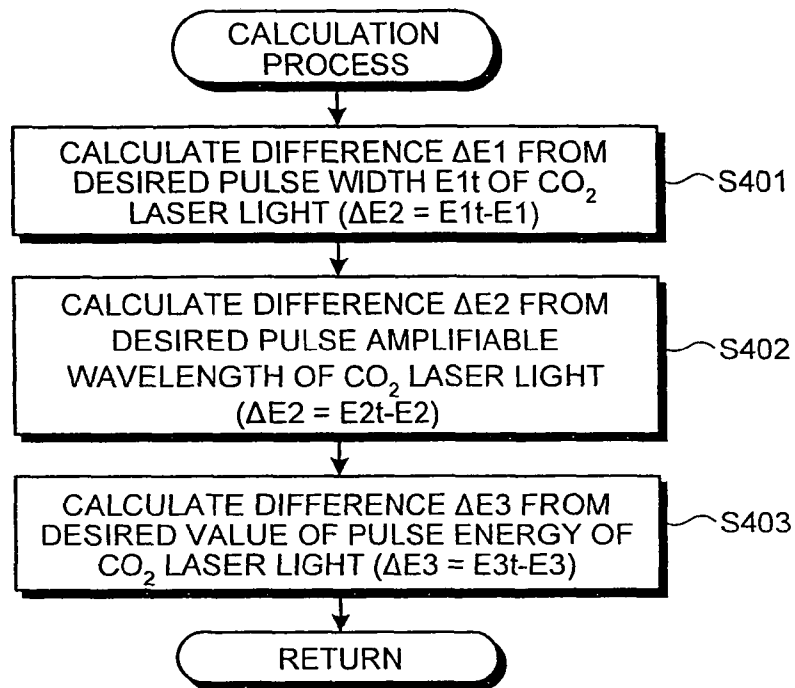 CALCULATION
PROCESS
CALCULATE DIFFERENCE ΔE1 FROM
DESIRED PULSE WIDTH E1t OF CO₂
LASER LIGHT (ΔE2 = E1t-E1)
S401
CALCULATE DIFFERENCE ΔE2 FROM
DESIRED PULSE AMPLIFIABLE
WAVELENGTH OF CO₂ LASER LIGHT
(ΔE2 = E2t-E2)
S402
CALCULATE DIFFERENCE ΔE3 FROM
DESIRED VALUE OF PULSE ENERGY OF
CO₂ LASER LIGHT (ΔE3 = E3t-E3)
S403
RETURN